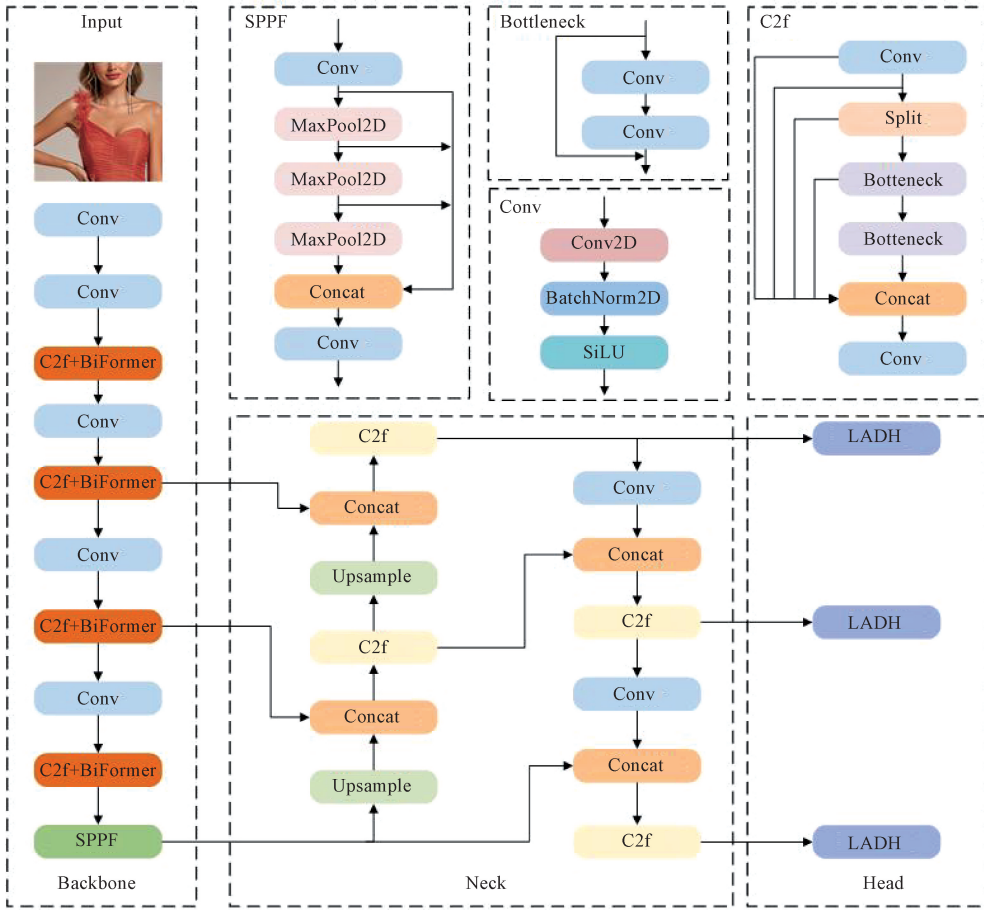 Input
Conv
Conv
C2f+BiFormer
Conv
C2f+BiFormer
Conv
C2f+BiFormer
Conv
C2f+BiFormer
SPPF
Backbone
SPPF
Conv
MaxPool2D
MaxPool2D
MaxPool2D
Concat
Conv
Bottleneck
Conv
Conv
Conv
Conv2D
BatchNorm2D
SiLU
C2f
Conv
Split
Botteneck
Botteneck
Concat
Conv
C2f
Concat
Upsample
C2f
Concat
Upsample
Conv
Concat
C2f
Conv
Concat
C2f
Neck
LADH
LADH
LADH
Head